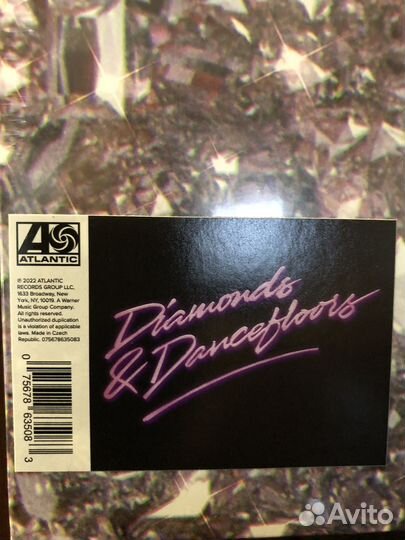 ATLANTIC
℗ 2022 ATLANTIC
RECORDS GROUP LLC,
1633 Broadway, New
York, NY, 10019. A Warner
Music Group Company.
All rights reserved.
Unauthorized duplication
is a violation of applicable
laws. Made in Czech
Republic. 075678635083
0 75678 63508 3
Diamonds
& Dancefloors
Avito